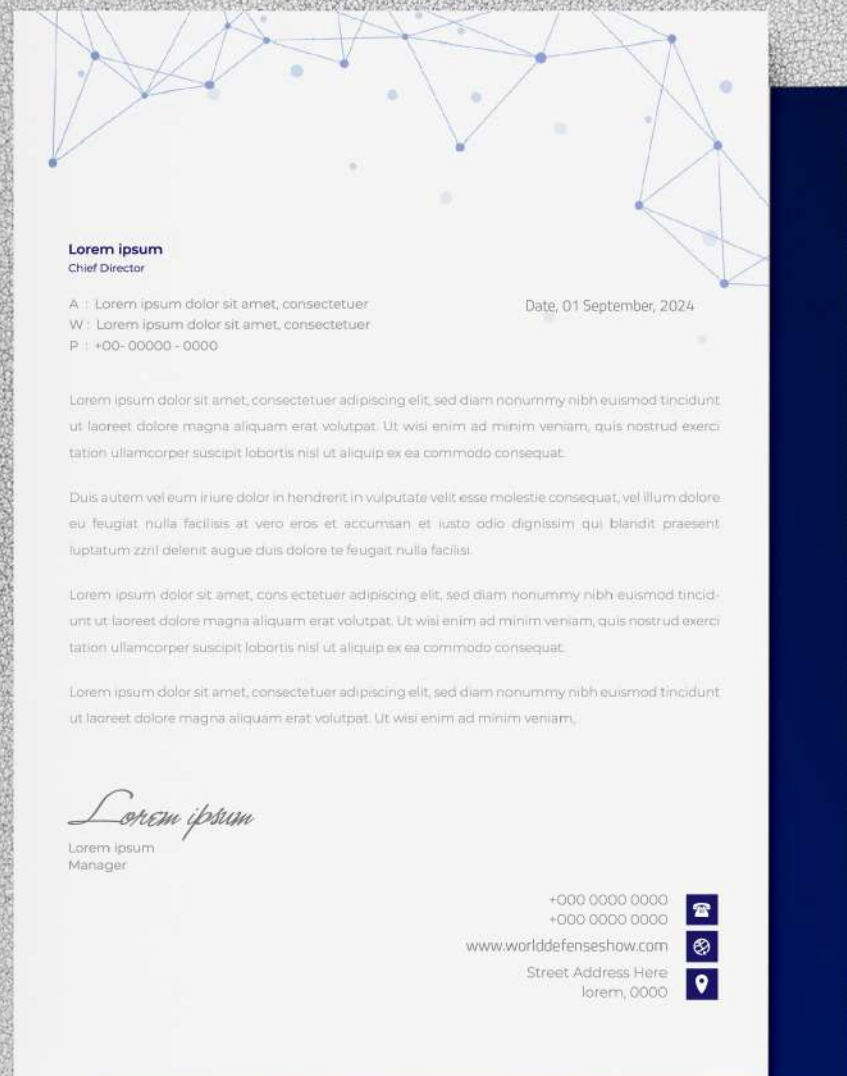 Lorem ipsum
Chief Director
A : Lorem ipsum dolor sit amet, consectetuer
W : Lorem ipsum dolor sit amet, consectetuer
P : +00- 00000 - 0000
Date, 01 September, 2024
Lorem ipsum dolor sit amet, consectetuer adipiscing elit, sed diam nonummy nibh euismod tincidunt
ut laoreet dolore magna aliquam erat volutpat. Ut wisi enim ad minim veniam, quis nostrud exerci
tation ullamcorper suscipit lobortis nisl ut aliquip ex ea commodo consequat.
Duis autem vel eum iriure dolor in hendrerit in vulputate velit esse molestie consequat, vel illum dolore
eu feugiat nulla facilisis at vero eros et accumsan et iusto odio dignissim qui blandit praesent
luptatum zzril delenit augue duis dolore te feugait nulla facilisi.
Lorem ipsum dolor sit amet, cons ectetuer adipiscing elit, sed diam nonummy nibh euismod tincid-
unt ut laoreet dolore magna aliquam erat volutpat. Ut wisi enim ad minim veniam, quis nostrud exerci
tation ullamcorper suscipit lobortis nisl ut aliquip ex ea commodo consequat.
Lorem ipsum dolor sit amet, consectetuer adipiscing elit, sed diam nonummy nibh euismod tincidunt
ut laoreet dolore magna aliquam erat volutpat. Ut wisi enim ad minim veniam,
Lorem ipsum
Lorem ipsum
Manager
+000 0000 0000
+000 0000 0000
www.worlddefenseshow.com
Street Address Here
lorem, 0000